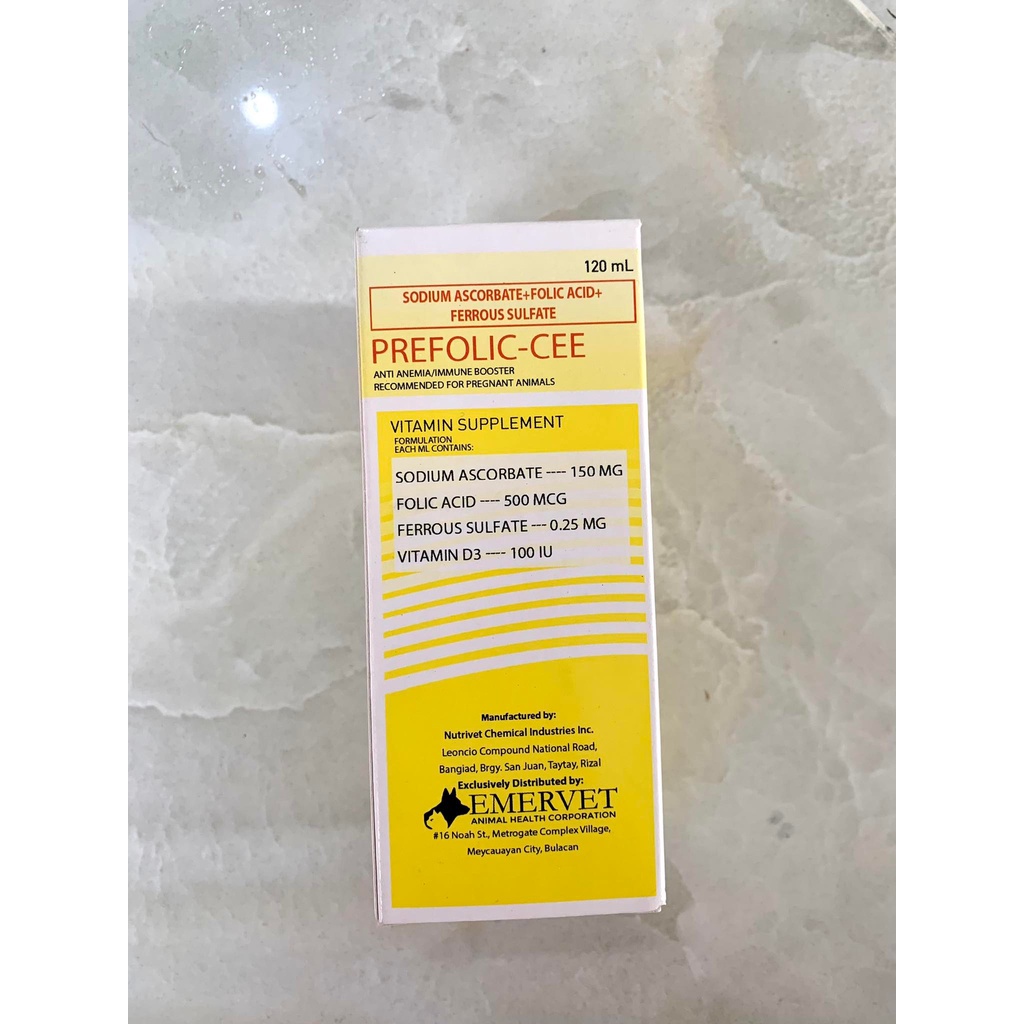 120 mL
SODIUM ASCORBATE+FOLIC ACID+
FERROUS SULFATE
PREFOLIC-CEE
ANTI ANEMIA/IMMUNE BOOSTER
RECOMMENDED FOR PREGNANT ANIMALS
VITAMIN SUPPLEMENT
FORMULATION
EACH ML CONTAINS:
SODIUM ASCORBATE ---- 150 MG
FOLIC ACID ---- 500 MCG
FERROUS SULFATE --- 0.25 MG
VITAMIN D3 ---- 100 IU
Manufactured by:
Nutrivet Chemical Industries Inc.
Leoncio Compound National Road,
Bangiad, Brgy. San Juan, Taytay, Rizal
Exclusively Distributed by:
EMERVET
ANIMAL HEALTH CORPORATION
#16 Noah St., Metrogate Complex Village,
Meycauayan City, Bulacan